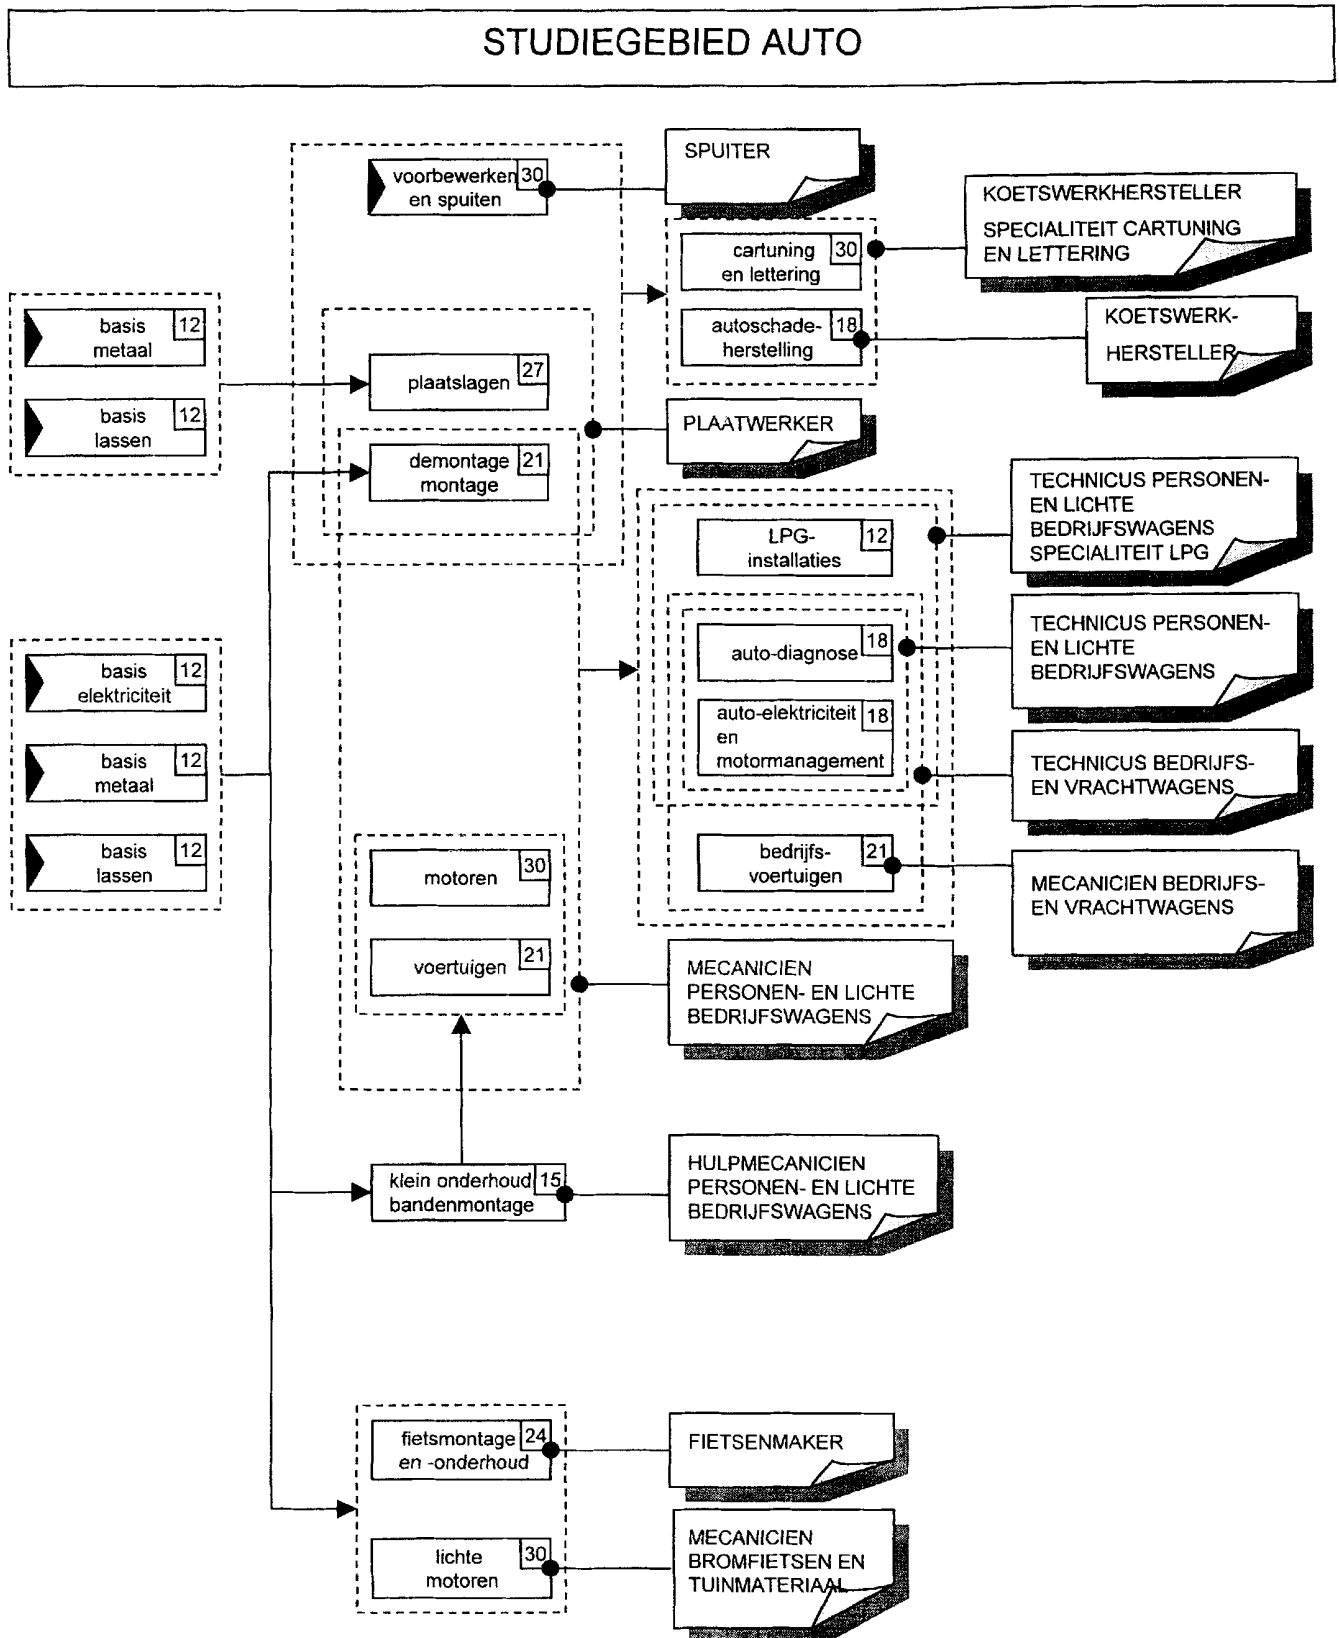 STUDIEGEBIED AUTO
voorbewerken 30
en spuiten
SPUITER
cartuning 30
en lettering
KOETSWERKHERSTELLER
SPECIALITEIT CARTUNING
EN LETTERING
basis 12
metaal
basis 12
lassen
autoschade- 18
herstelling
KOETSWERK-
HERSTELLER
plaatslagen 27
PLAATWERKER
demontage 21
montage
LPG- 12
installaties
TECHNICUS PERSONEN-
EN LICHTE
BEDRIJFSWAGENS
SPECIALITEIT LPG
basis 12
elektriciteit
basis 12
metaal
basis 12
lassen
auto-diagnose 18
TECHNICUS PERSONEN-
EN LICHTE
BEDRIJFSWAGENS
auto-elektriciteit 18
en
motormanagement
TECHNICUS BEDRIJFS-
EN VRACHTWAGENS
bedrijfs- 21
voertuigen
MECANICIEN BEDRIJFS-
EN VRACHTWAGENS
motoren 30
voertuigen 21
MECANICIEN
PERSONEN- EN LICHTE
BEDRIJFSWAGENS
klein onderhoud 15
bandenmontage
HULPMECANICIEN
PERSONEN- EN LICHTE
BEDRIJFSWAGENS
fietsmontage 24
en -onderhoud
FIETSENMAKER
lichte 30
motoren
MECANICIEN
BROMFIETSEN EN
TUINMATERIAAL